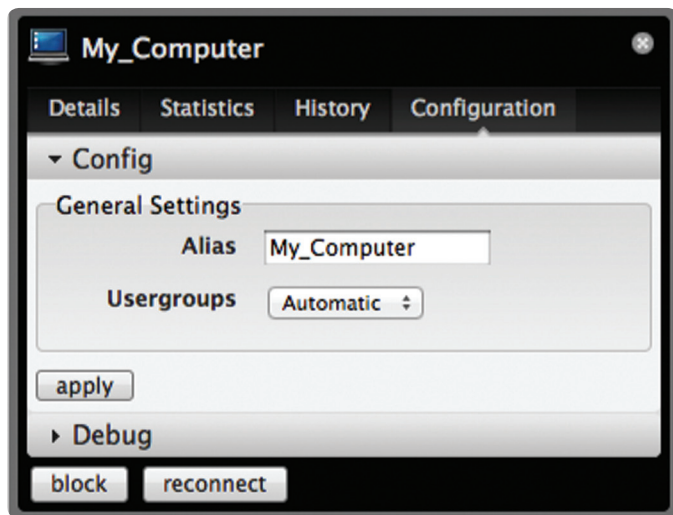 My_Computer
Details Statistics History Configuration
Config
General Settings
Alias My_Computer
Usergroups Automatic
apply
Debug
block reconnect